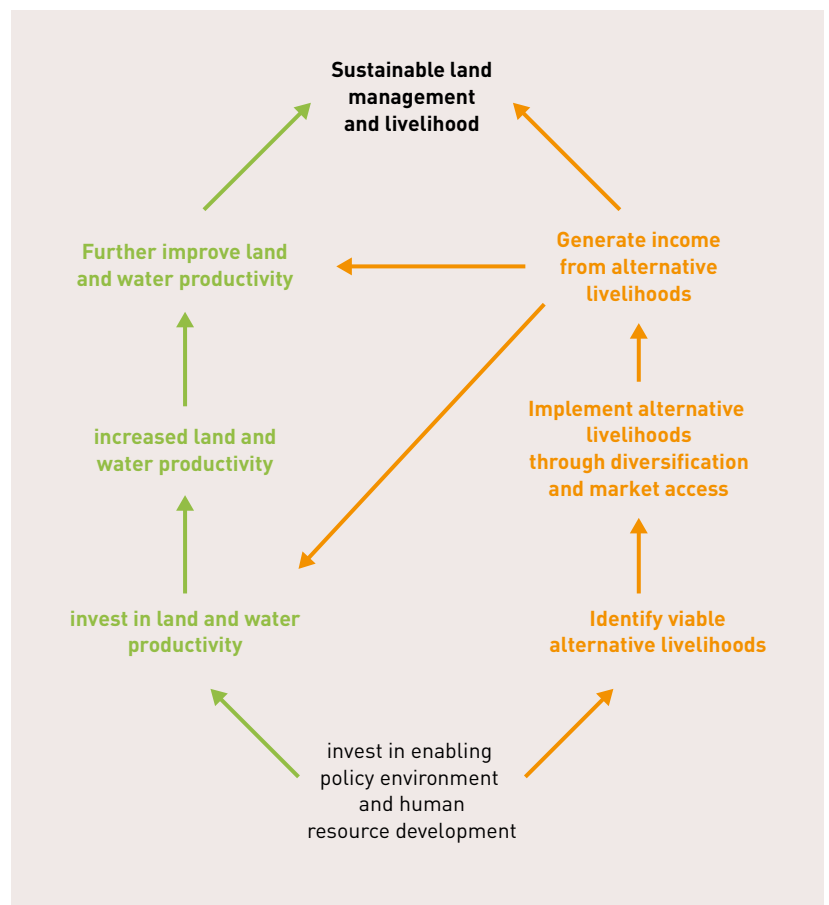 Sustainable land
management
and livelihood
Further improve land
and water productivity
Generate income
from alternative
livelihoods
increased land and
water productivity
Implement alternative
livelihoods
through diversification
and market access
invest in land and water
productivity
Identify viable
alternative livelihoods
invest in enabling
policy environment
and human
resource development